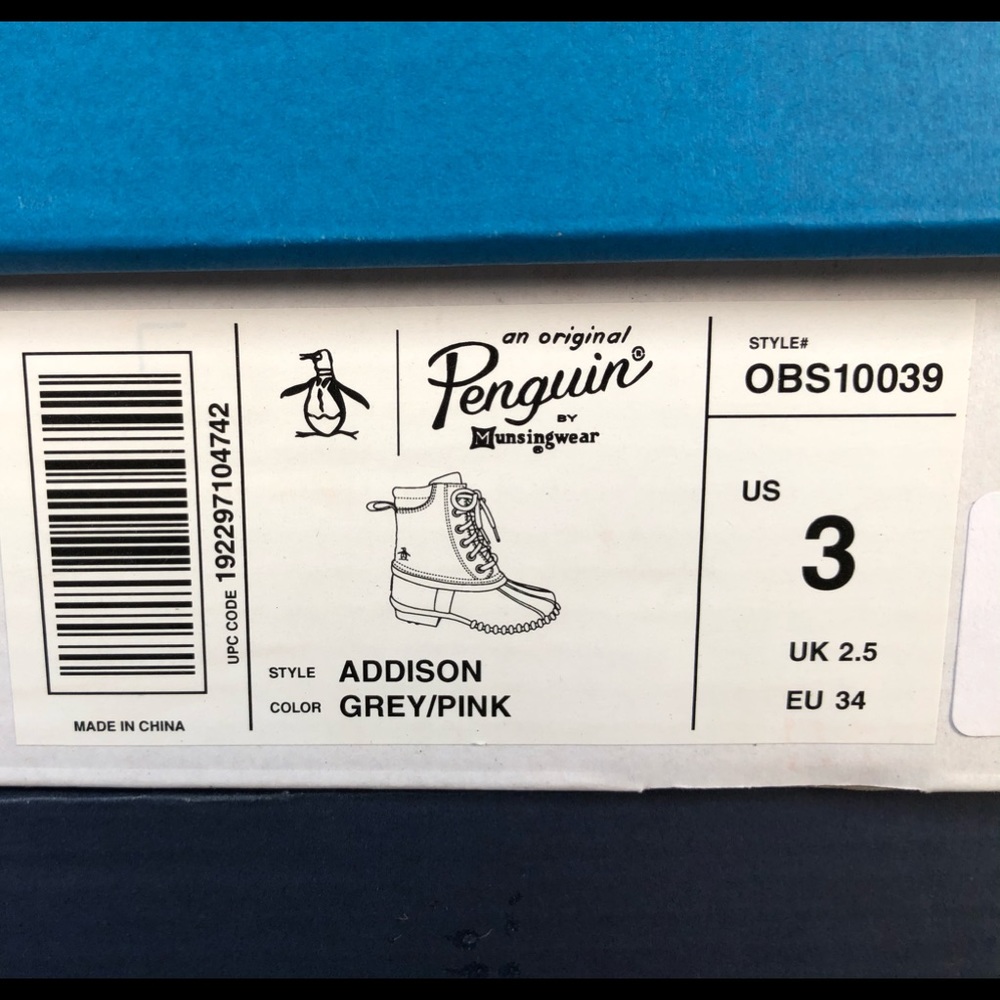 UPC CODE 192297104742
MADE IN CHINA
an original
Penguin®
BY
Munsingwear
®
STYLE ADDISON
COLOR GREY/PINK
STYLE#
OBS10039
US
3
UK 2.5
EU 34